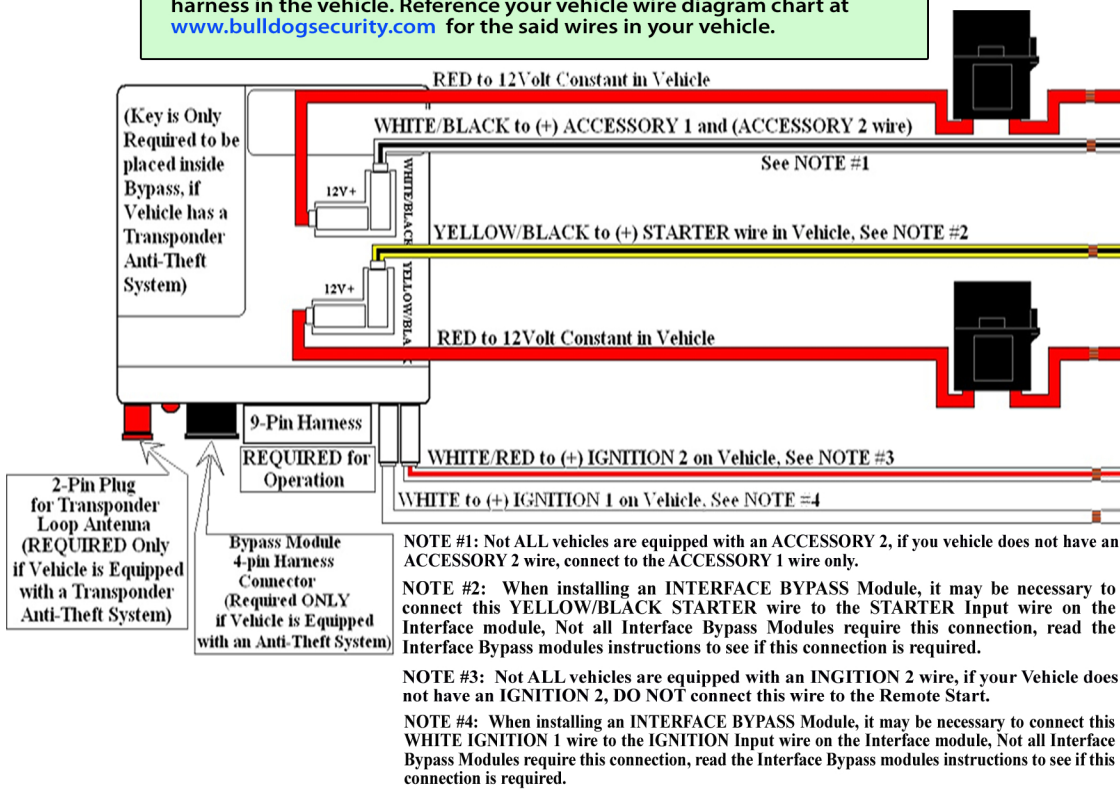 harness in the vehicle. Reference your vehicle wire diagram chart at
www.bulldogsecurity.com for the said wires in your vehicle.
RED to 12Volt Constant in Vehicle
(Key is Only
Required to be
placed inside
Bypass, if
Vehicle has a
Transponder
Anti-Theft
System)
WHITE/BLACK to (+) ACCESSORY 1 and (ACCESSORY 2 wire)
See NOTE #1
12V+
WHITE/BLACK
YELLOW/BLACK to (+) STARTER wire in Vehicle, See NOTE #2
12V+
YELLOW/BLA
RED to 12Volt Constant in Vehicle
9-Pin Harness
REQUIRED for
Operation
WHITE/RED to (+) IGNITION 2 on Vehicle, See NOTE #3
WHITE to (+) IGNITION 1 on Vehicle, See NOTE #4
2-Pin Plug
for Transponder
Loop Antenna
(REQUIRED Only
if Vehicle is Equipped
with a Transponder
Anti-Theft System)
Bypass Module
4-pin Harness
Connector
(Required ONLY
if Vehicle is Equipped
with an Anti-Theft System)
NOTE #1: Not ALL vehicles are equipped with an ACCESSORY 2, if you vehicle does not have an
ACCESSORY 2 wire, connect to the ACCESSORY 1 wire only.
NOTE #2: When installing an INTERFACE BYPASS Module, it may be necessary to
connect this YELLOW/BLACK STARTER wire to the STARTER Input wire on the
Interface module, Not all Interface Bypass Modules require this connection, read the
Interface Bypass modules instructions to see if this connection is required.
NOTE #3: Not ALL vehicles are equipped with an INGITION 2 wire, if your Vehicle does
not have an IGNITION 2, DO NOT connect this wire to the Remote Start.
NOTE #4: When installing an INTERFACE BYPASS Module, it may be necessary to connect this
WHITE IGNITION 1 wire to the IGNITION Input wire on the Interface module, Not all Interface
Bypass Modules require this connection, read the Interface Bypass modules instructions to see if this
connection is required.